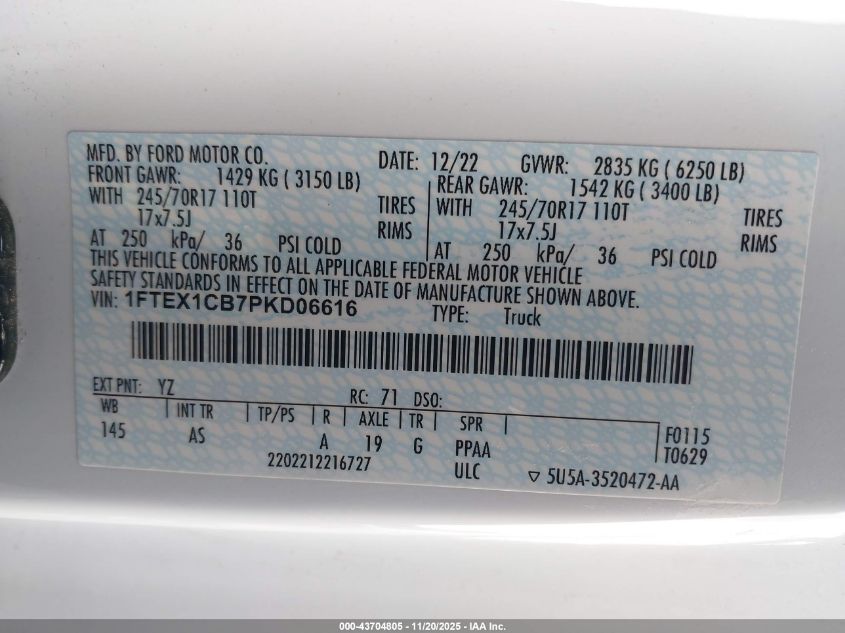 MFD. BY FORD MOTOR CO. DATE: 12/22 GVWR: 2835 KG ( 6250 LB)
FRONT GAWR: 1429 KG ( 3150 LB) REAR GAWR: 1542 KG ( 3400 LB)
WITH 245/70R17 110T TIRES WITH 245/70R17 110T TIRES
17x7.5J RIMS 17x7.5J RIMS
AT 250 kPa/ 36 PSI COLD AT 250 kPa/ 36 PSI COLD
THIS VEHICLE CONFORMS TO ALL APPLICABLE FEDERAL MOTOR VEHICLE
SAFETY STANDARDS IN EFFECT ON THE DATE OF MANUFACTURE SHOWN ABOVE.
VIN: 1FTEX1CB7PKD06616 TYPE: Truck
EXT PNT: YZ RC: 71 DSO:
WB INT TR TP/PS R AXLE TR SPR F0115
145 AS A 19 G PPAA T0629
2202212216727 ULC ▽ 5U5A-3520472-AA
000-43704805 - 11/20/2025 - IAA Inc.